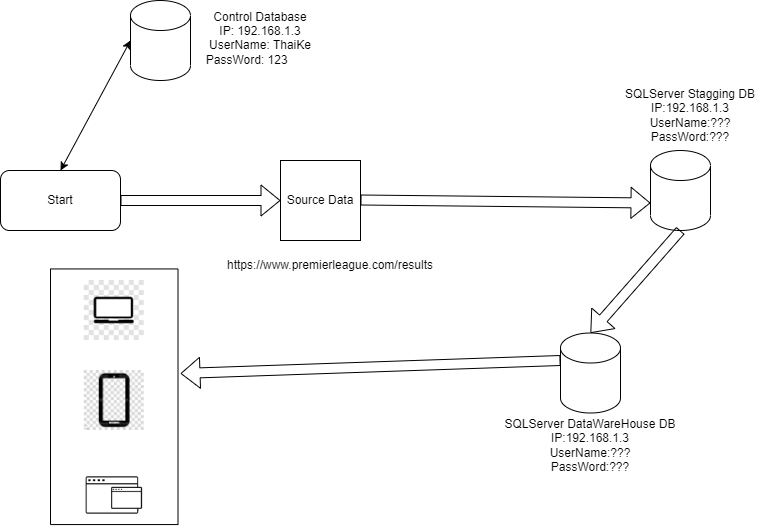 Control Database
IP: 192.168.1.3
UserName: ThaiKe
PassWord: 123
SQLServer Stagging DB
IP:192.168.1.3
UserName:???
PassWord:???
Start
Source Data
https://www.premierleague.com/results
SQLServer DataWareHouse DB
IP:192.168.1.3
UserName:???
PassWord:???